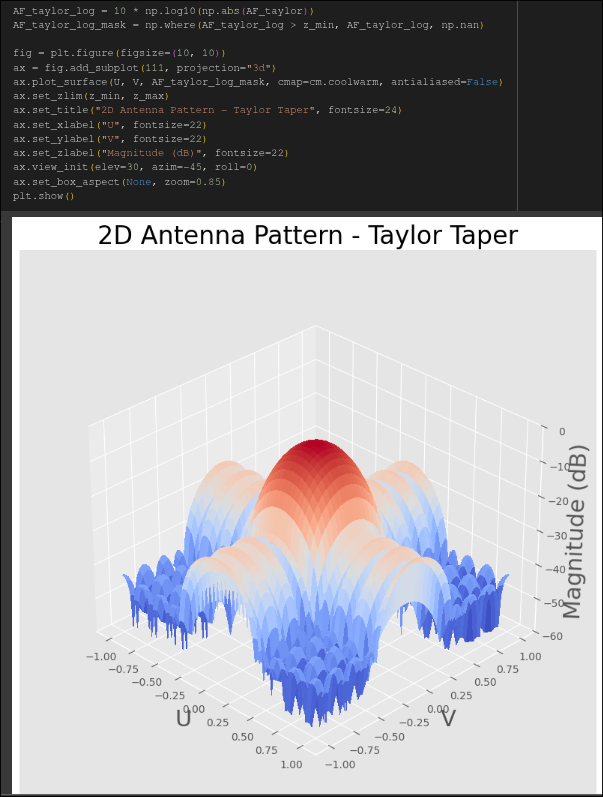 AF_taylor_log = 10 * np.log10(np.abs(AF_taylor))
AF_taylor_log_mask = np.where(AF_taylor_log > z_min, AF_taylor_log, np.nan)
fig = plt.figure(figsize=(10, 10))
ax = fig.add_subplot(111, projection="3d")
ax.plot_surface(U, V, AF_taylor_log_mask, cmap=cm.coolwarm, antialiased=False)
ax.set_zlim(z_min, z_max)
ax.set_title("2D Antenna Pattern - Taylor Taper", fontsize=24)
ax.set_xlabel("U", fontsize=22)
ax.set_ylabel("V", fontsize=22)
ax.set_zlabel("Magnitude (dB)", fontsize=22)
ax.view_init(elev=30, azim=-45, roll=0)
ax.set_box_aspect(None, zoom=0.85)
plt.show()
2D Antenna Pattern - Taylor Taper
0
−10
−20
−30
−40
−50
−60
Magnitude (dB)
−1.00
−0.75
−0.50
−0.25
0.00
0.25
0.50
0.75
1.00
U
−1.00
−0.75
−0.50
−0.25
0.00
0.25
0.50
0.75
1.00
V